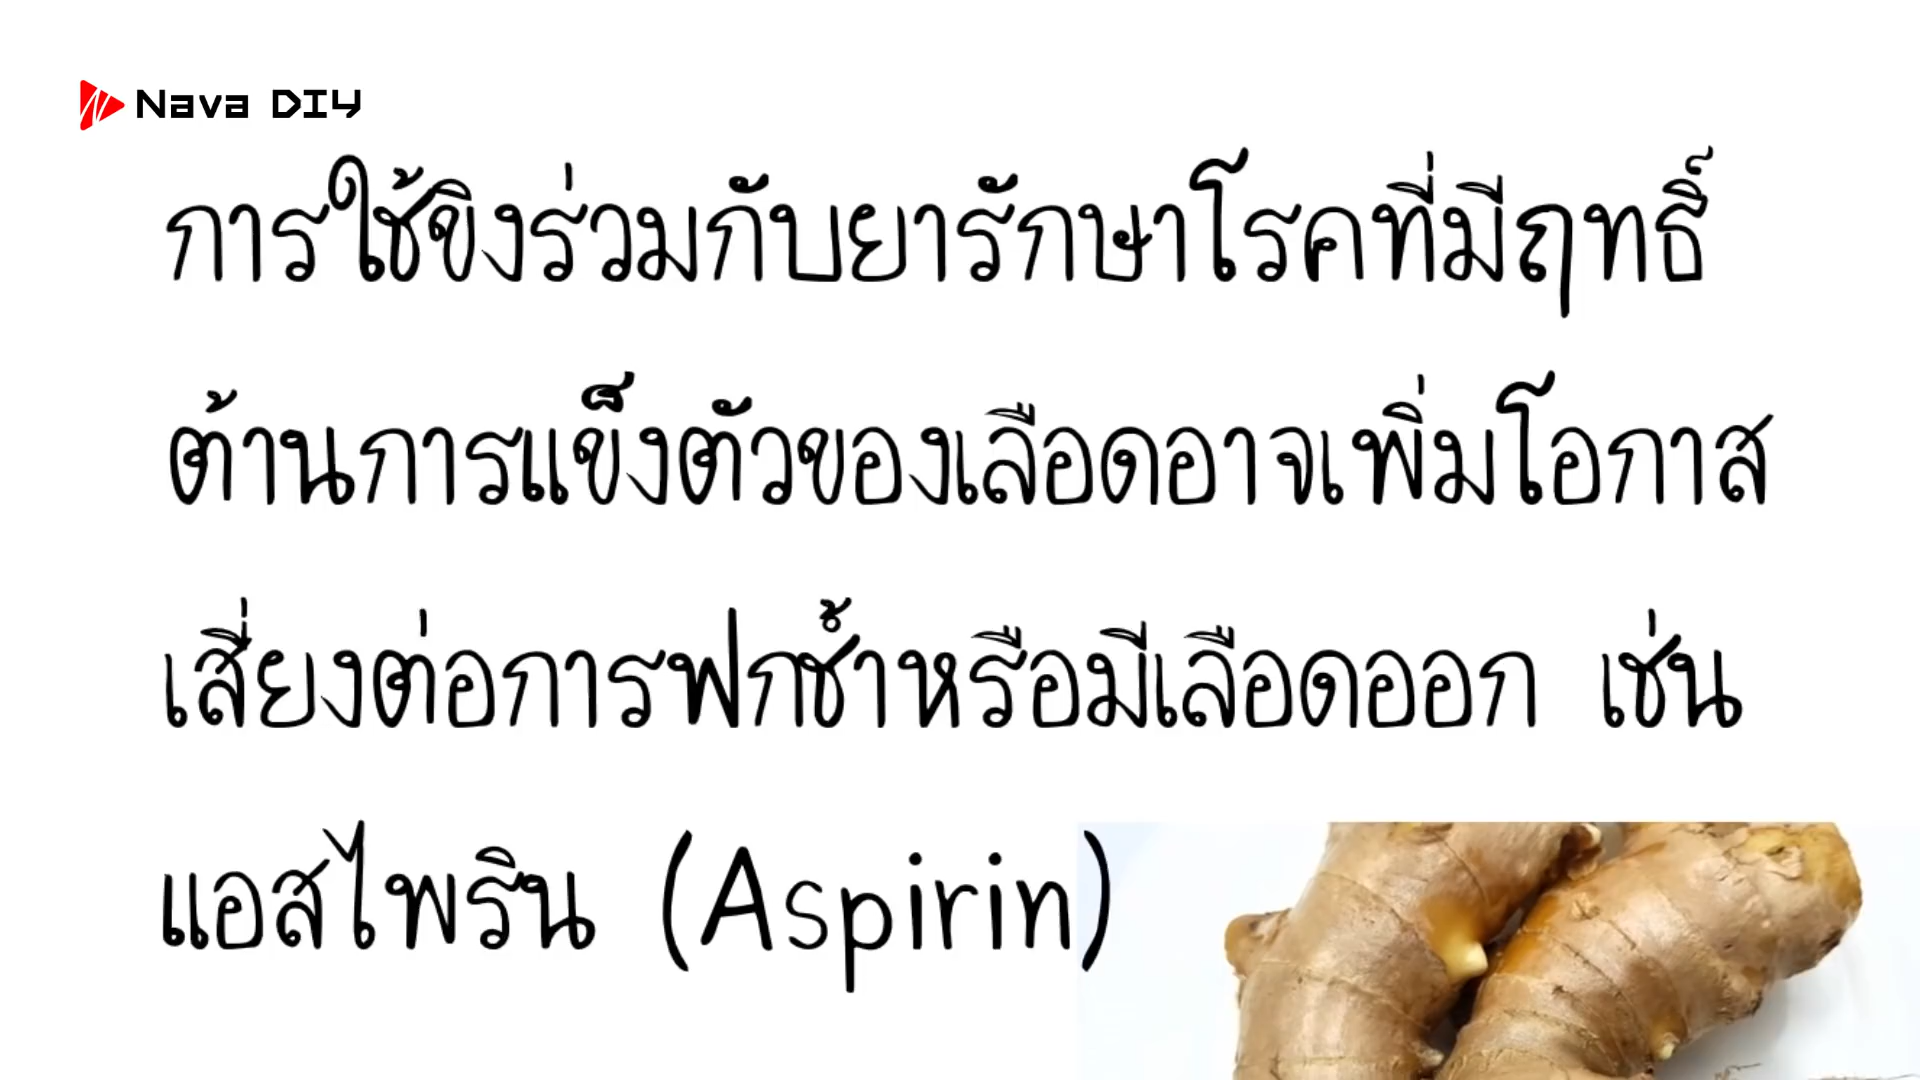 Nava DIY
การใช้ขิงร่วมกับยารักษาโรคที่มีฤทธิ์
ต้านการแข็งตัวของเลือดอาจเพิ่มโอกาส
เสี่ยงต่อการฟกช้ำหรือมีเลือดออก เช่น
แอสไพริน (Aspirin)